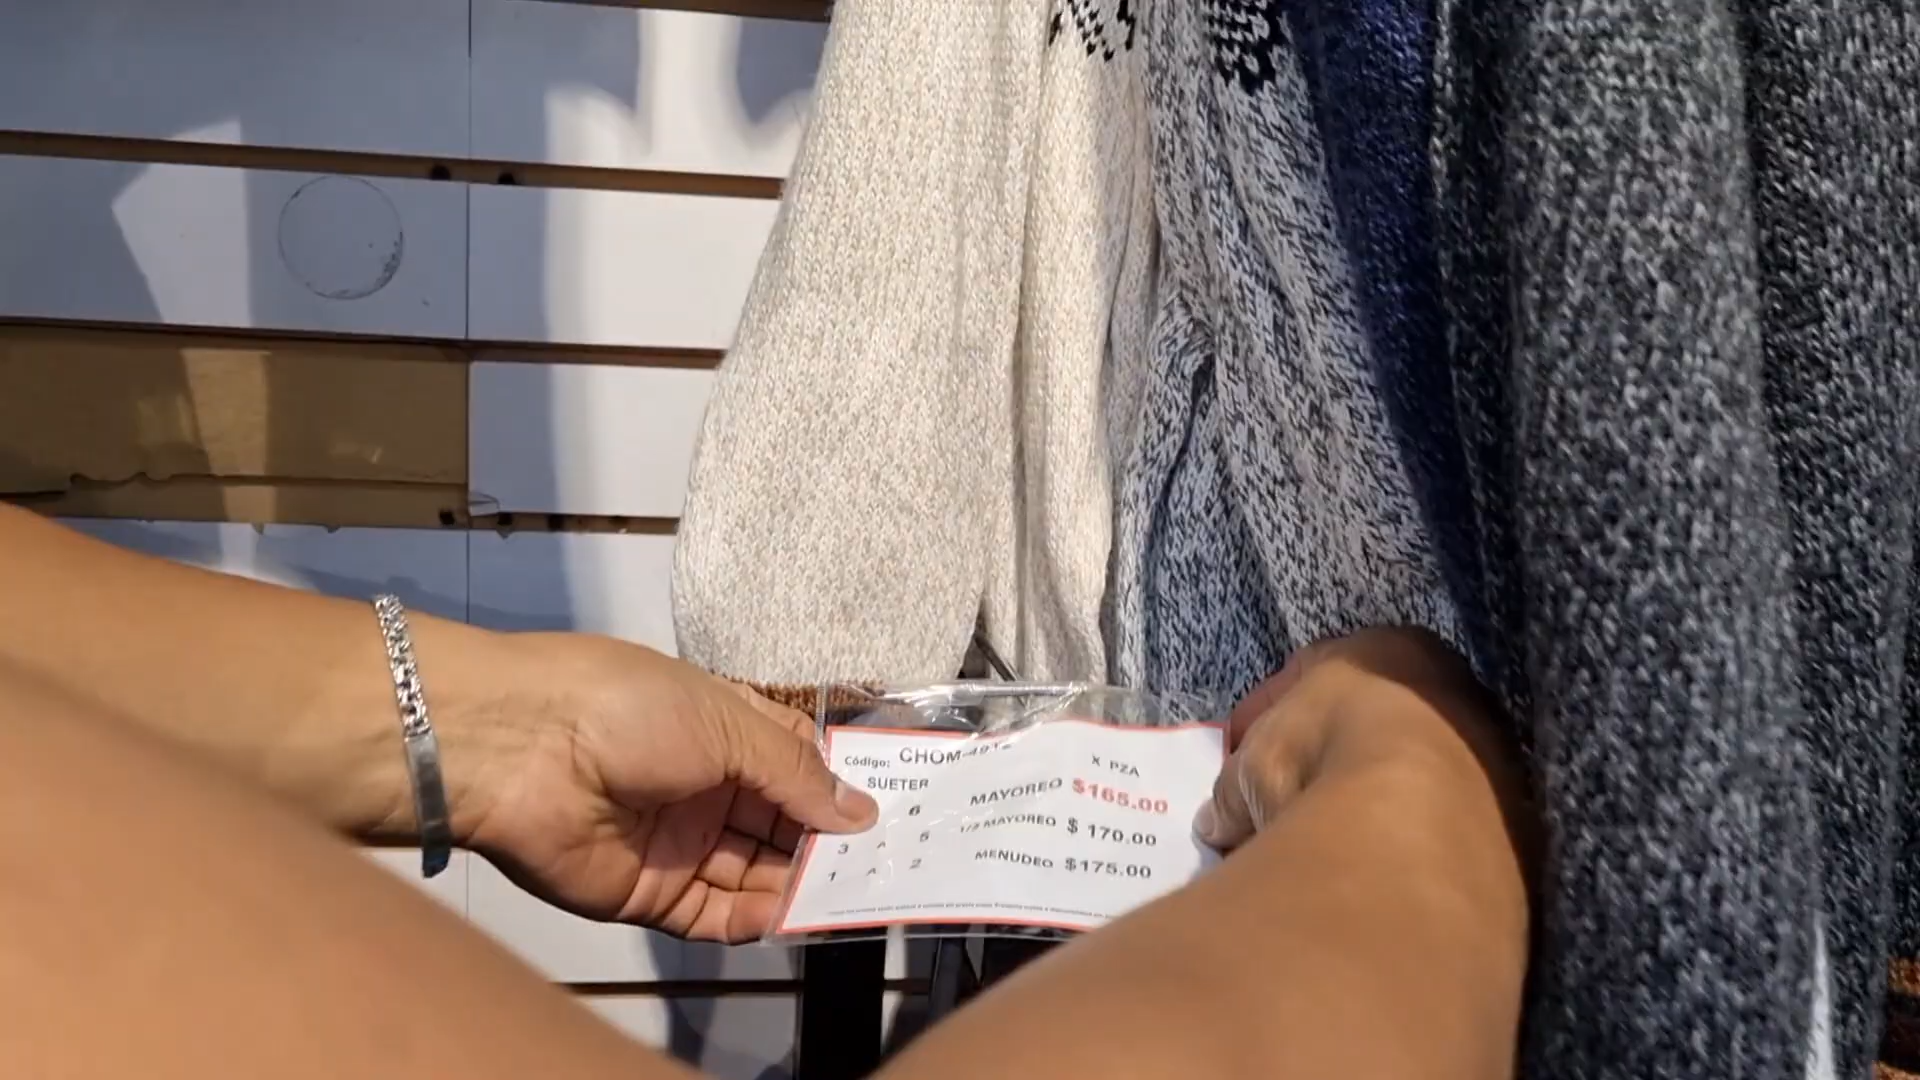 Código: CHOM-4912 X PZA
SUETER
6 MAYOREO $165.00
3 A 5 1/2 MAYOREO $170.00
1 A 2 MENUDEO $175.00